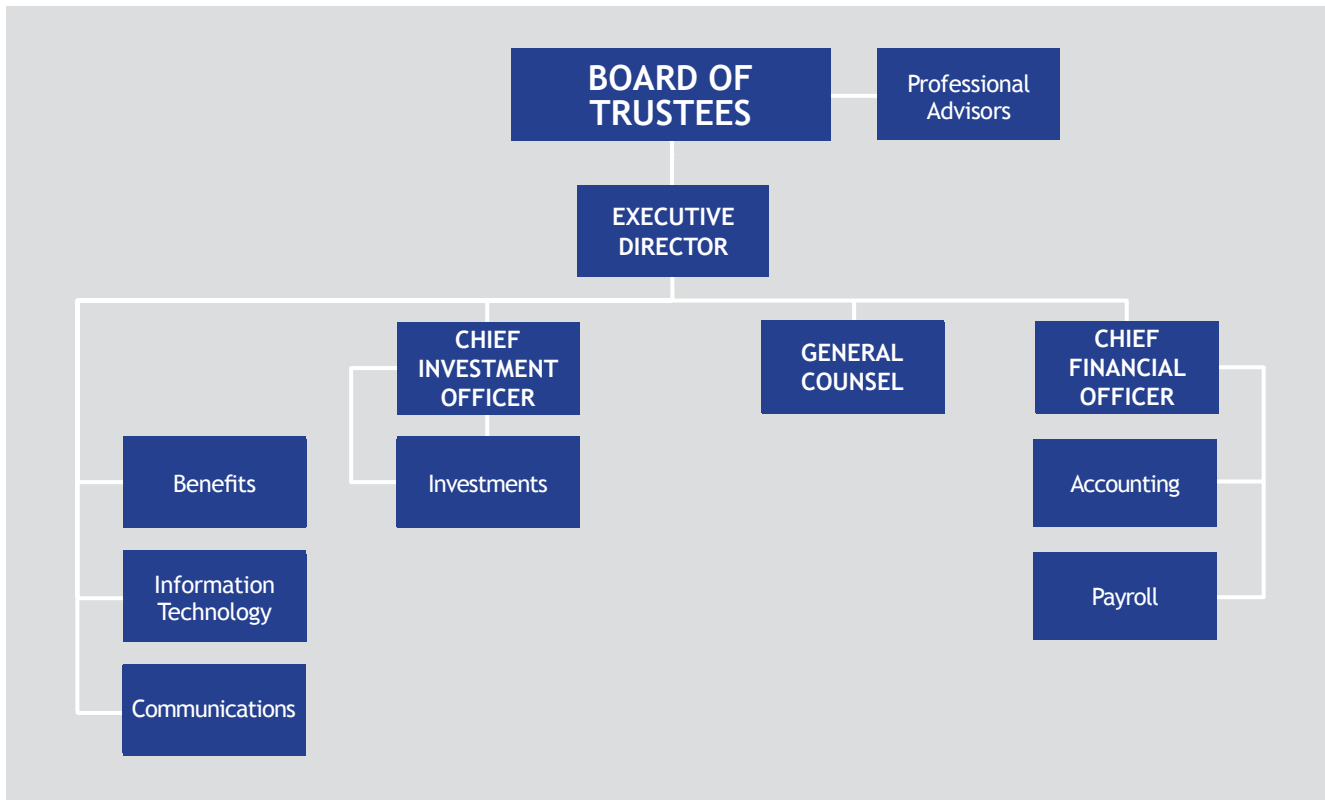 BOARD OF
TRUSTEES
Professional
Advisors
EXECUTIVE
DIRECTOR
CHIEF
INVESTMENT
OFFICER
GENERAL
COUNSEL
CHIEF
FINANCIAL
OFFICER
Benefits
Investments
Accounting
Information
Technology
Payroll
Communications